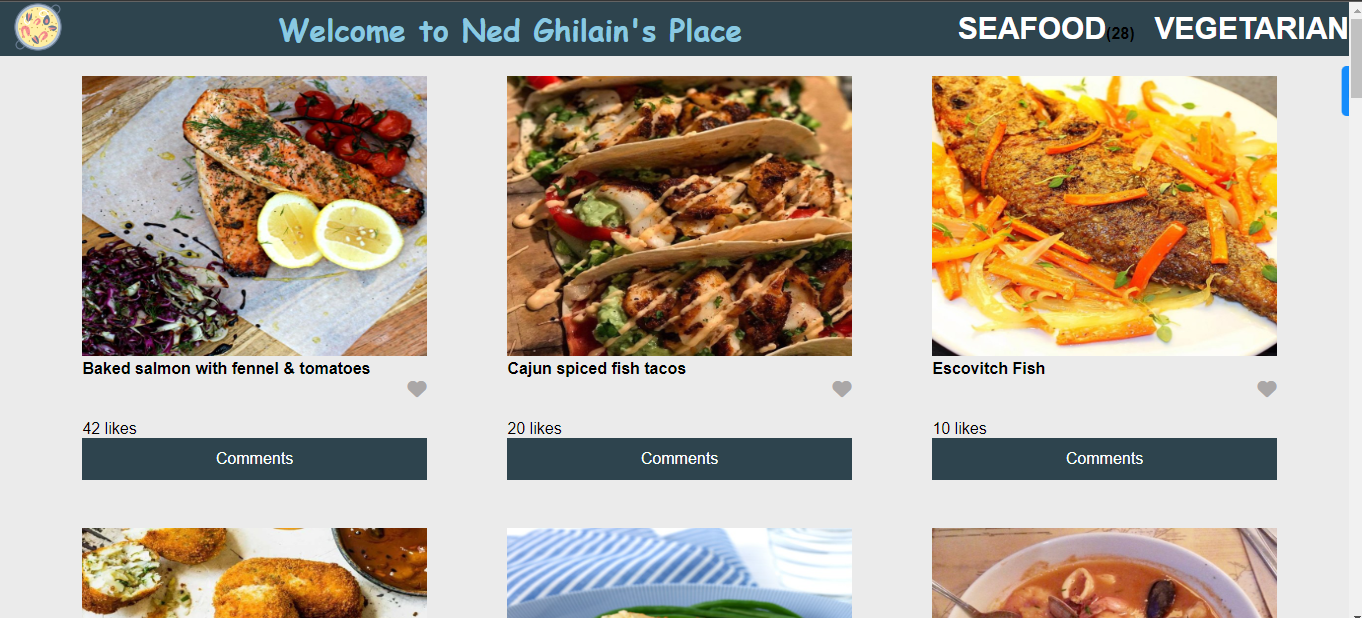 Welcome to Ned Ghilain's Place
SEAFOOD(28) VEGETARIAN
Baked salmon with fennel & tomatoes
42 likes
Comments
Cajun spiced fish tacos
20 likes
Comments
Escovitch Fish
10 likes
Comments